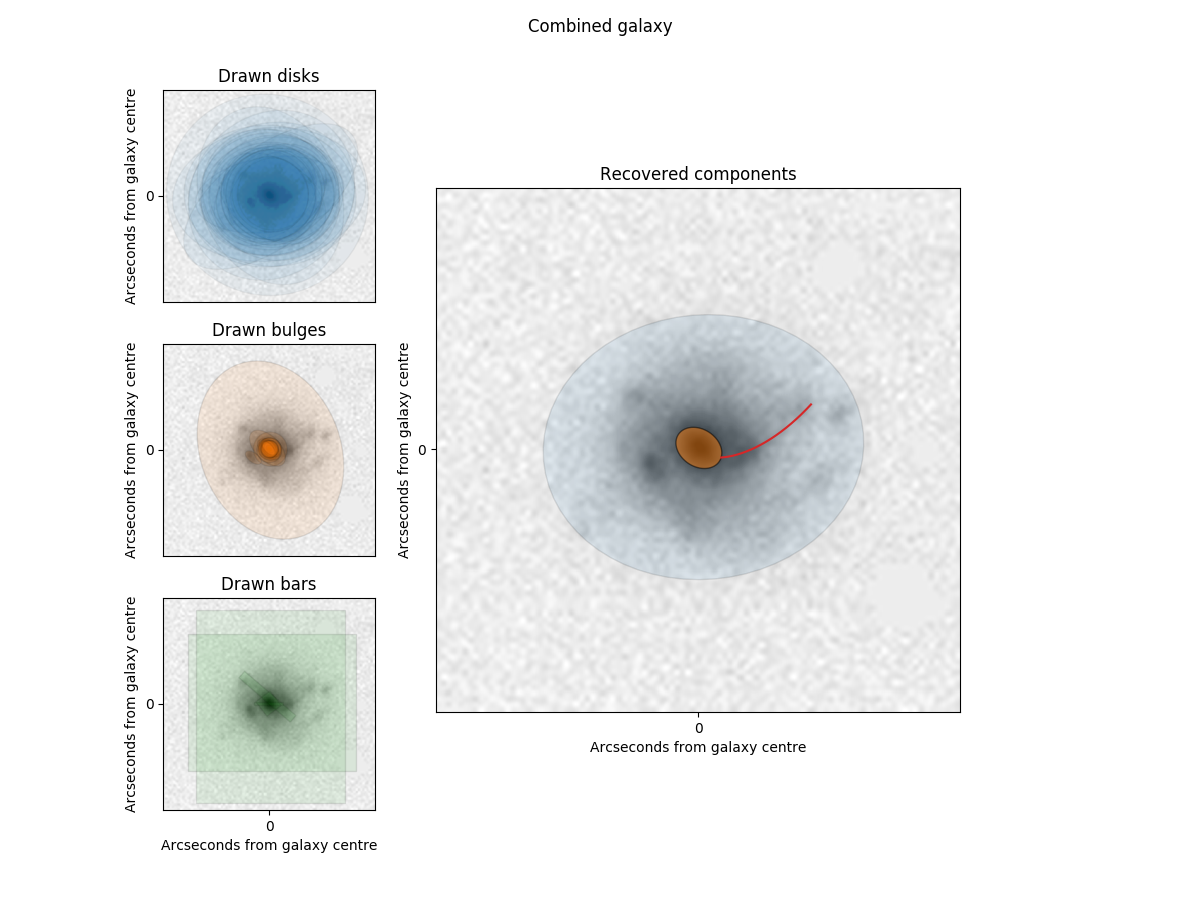 Combined galaxy
Drawn disks
Arcseconds from galaxy centre
0
Drawn bulges
Arcseconds from galaxy centre
0
Drawn bars
Arcseconds from galaxy centre
0
0
Arcseconds from galaxy centre
Recovered components
Arcseconds from galaxy centre
0
0
Arcseconds from galaxy centre